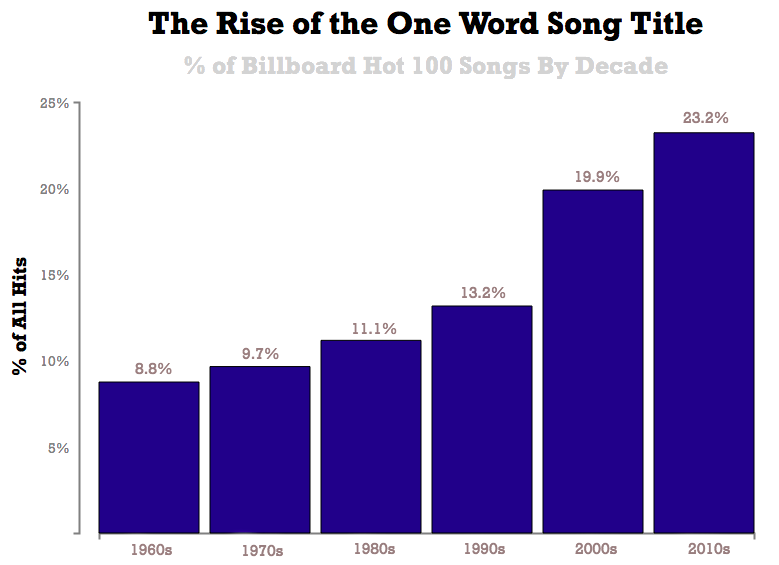 The Rise of the One Word Song Title
% of Billboard Hot 100 Songs By Decade
25%
20%
15%
10%
5%
% of All Hits
8.8%
9.7%
11.1%
13.2%
19.9%
23.2%
1960s
1970s
1980s
1990s
2000s
2010s